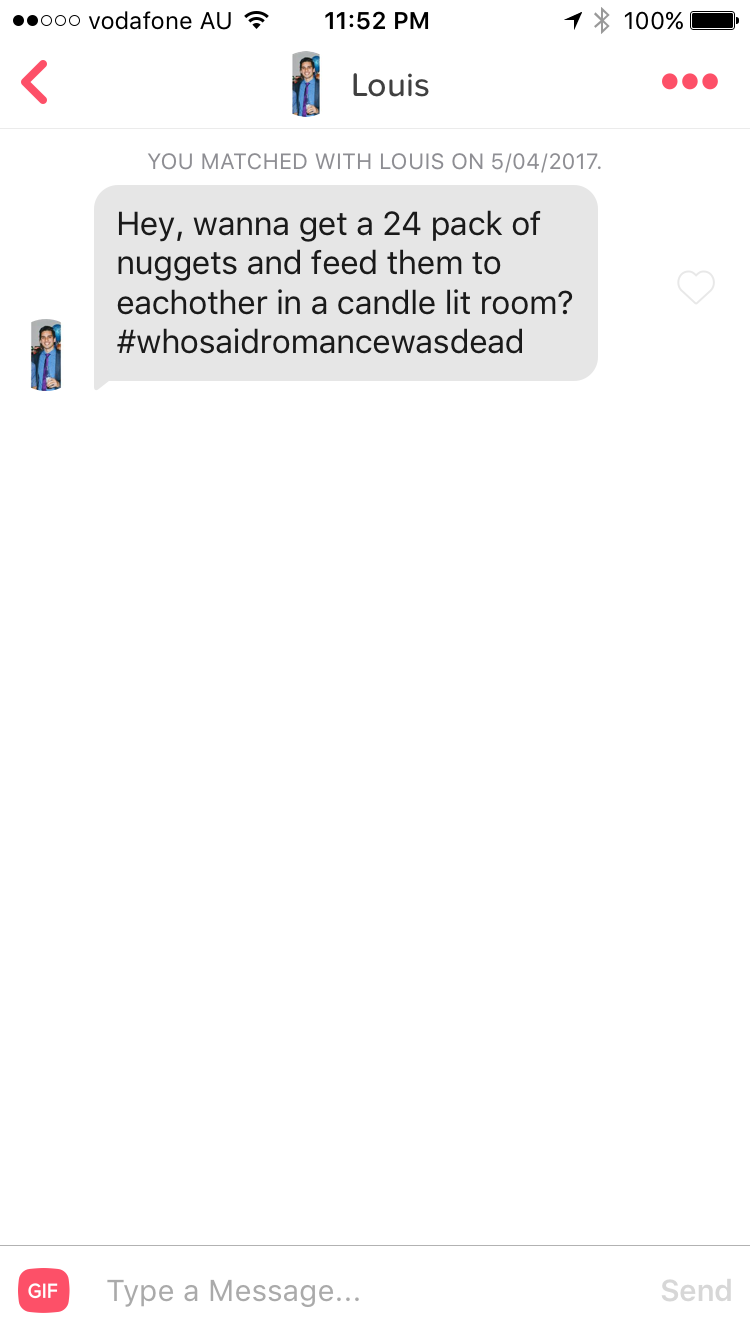 vodafone AU 11:52 PM 100%
Louis
YOU MATCHED WITH LOUIS ON 5/04/2017.
Hey, wanna get a 24 pack of
nuggets and feed them to
eachother in a candle lit room?
#whosaidromancewasdead
GIF Type a Message... Send